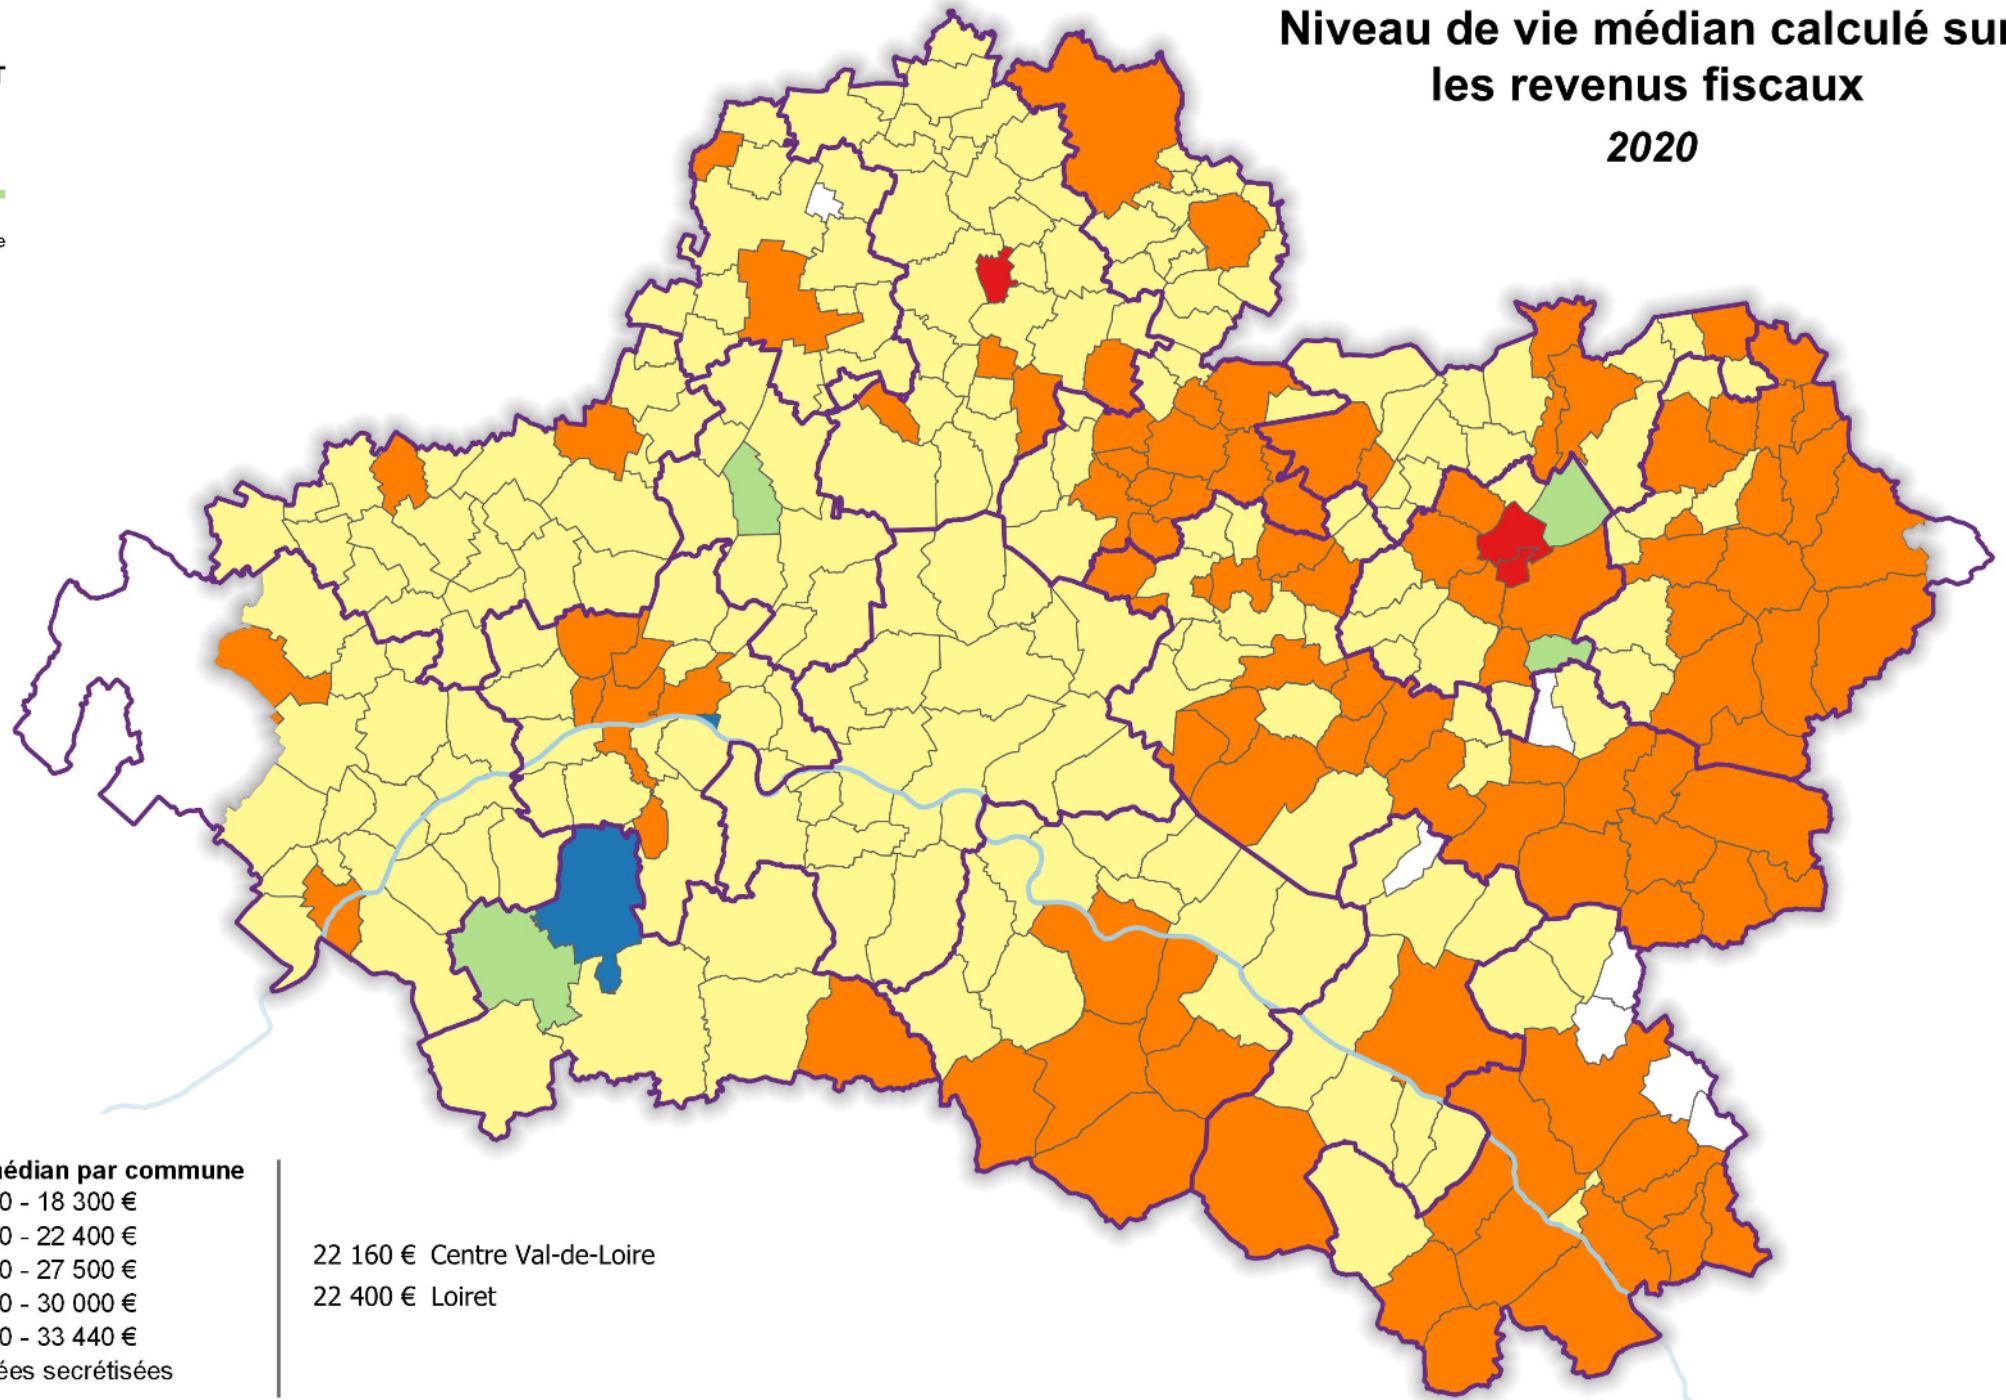 Niveau de vie médian calculé sur
les revenus fiscaux
2020
T
e
médian par commune
0 - 18 300 €
0 - 22 400 €
0 - 27 500 €
0 - 30 000 €
0 - 33 440 €
ées secrétisées
22 160 € Centre Val-de-Loire
22 400 € Loiret